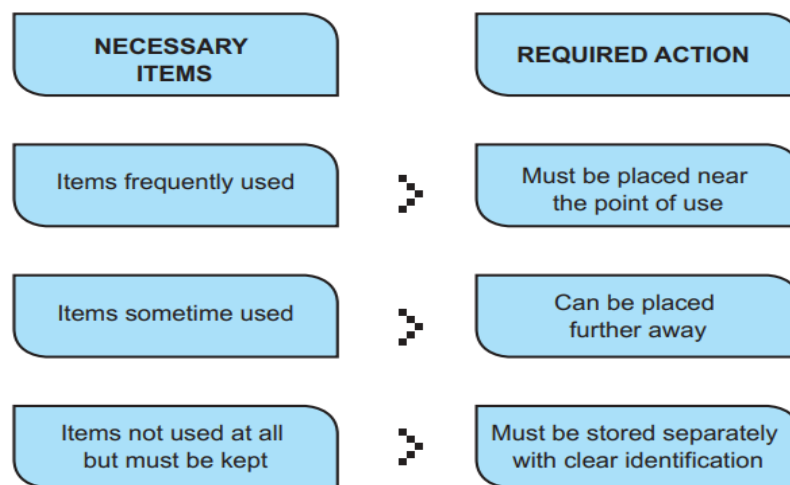 NECESSARY
ITEMS
REQUIRED ACTION
Items frequently used
Must be placed near
the point of use
Items sometime used
Can be placed
further away
Items not used at all
but must be kept
Must be stored separately
with clear identification